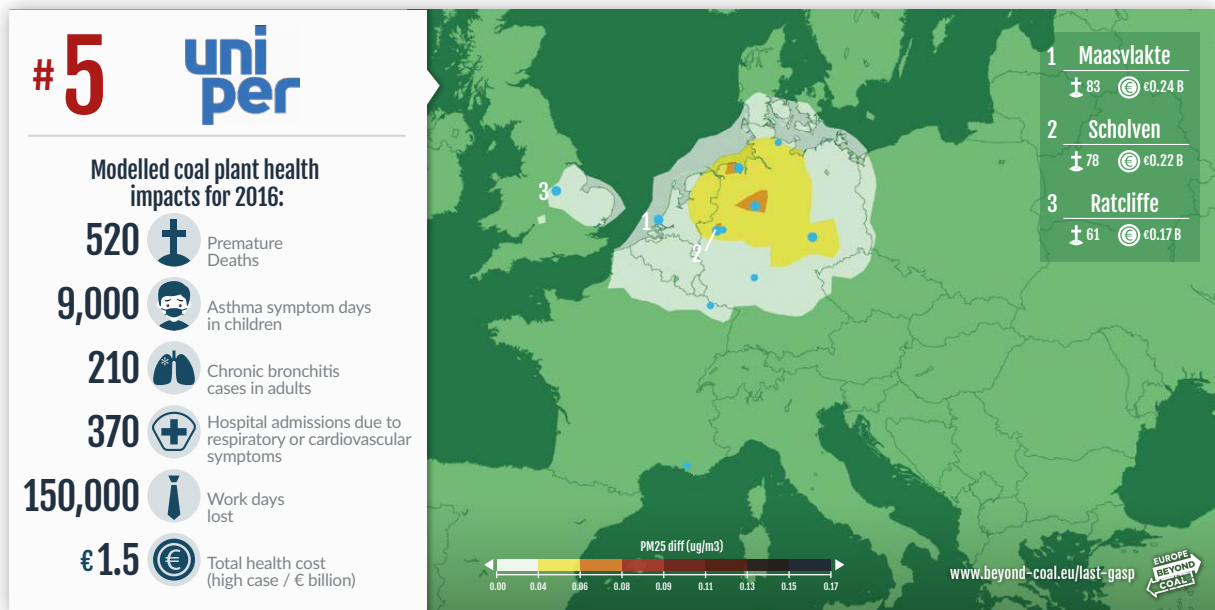 #5
uni
per
Modelled coal plant health
impacts for 2016:
520
Premature
Deaths
9,000
Asthma symptom days
in children
210
Chronic bronchitis
cases in adults
370
Hospital admissions due to
respiratory or cardiovascular
symptoms
150,000
Work days
lost
€ 1.5
€
Total health cost
(high case / € billion)
3
1
2
1 Maasvlakte
83 € €0.24 B
2 Scholven
78 € €0.22 B
3 Ratcliffe
61 € €0.17 B
PM25 diff (ug/m3)
0.00 0.04 0.06 0.08 0.09 0.11 0.13 0.15 0.17
www.beyond-coal.eu/last-gasp
EUROPE
BEYOND
COAL